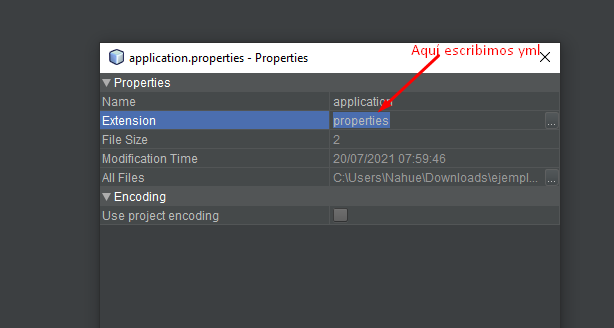 application.properties - Properties
Aquí escribimos yml
Properties
Name application
Extension properties ...
File Size 2
Modification Time 20/07/2021 07:59:46
All Files C:\Users\Nahue\Downloads\ejempl... ...
Encoding
Use project encoding